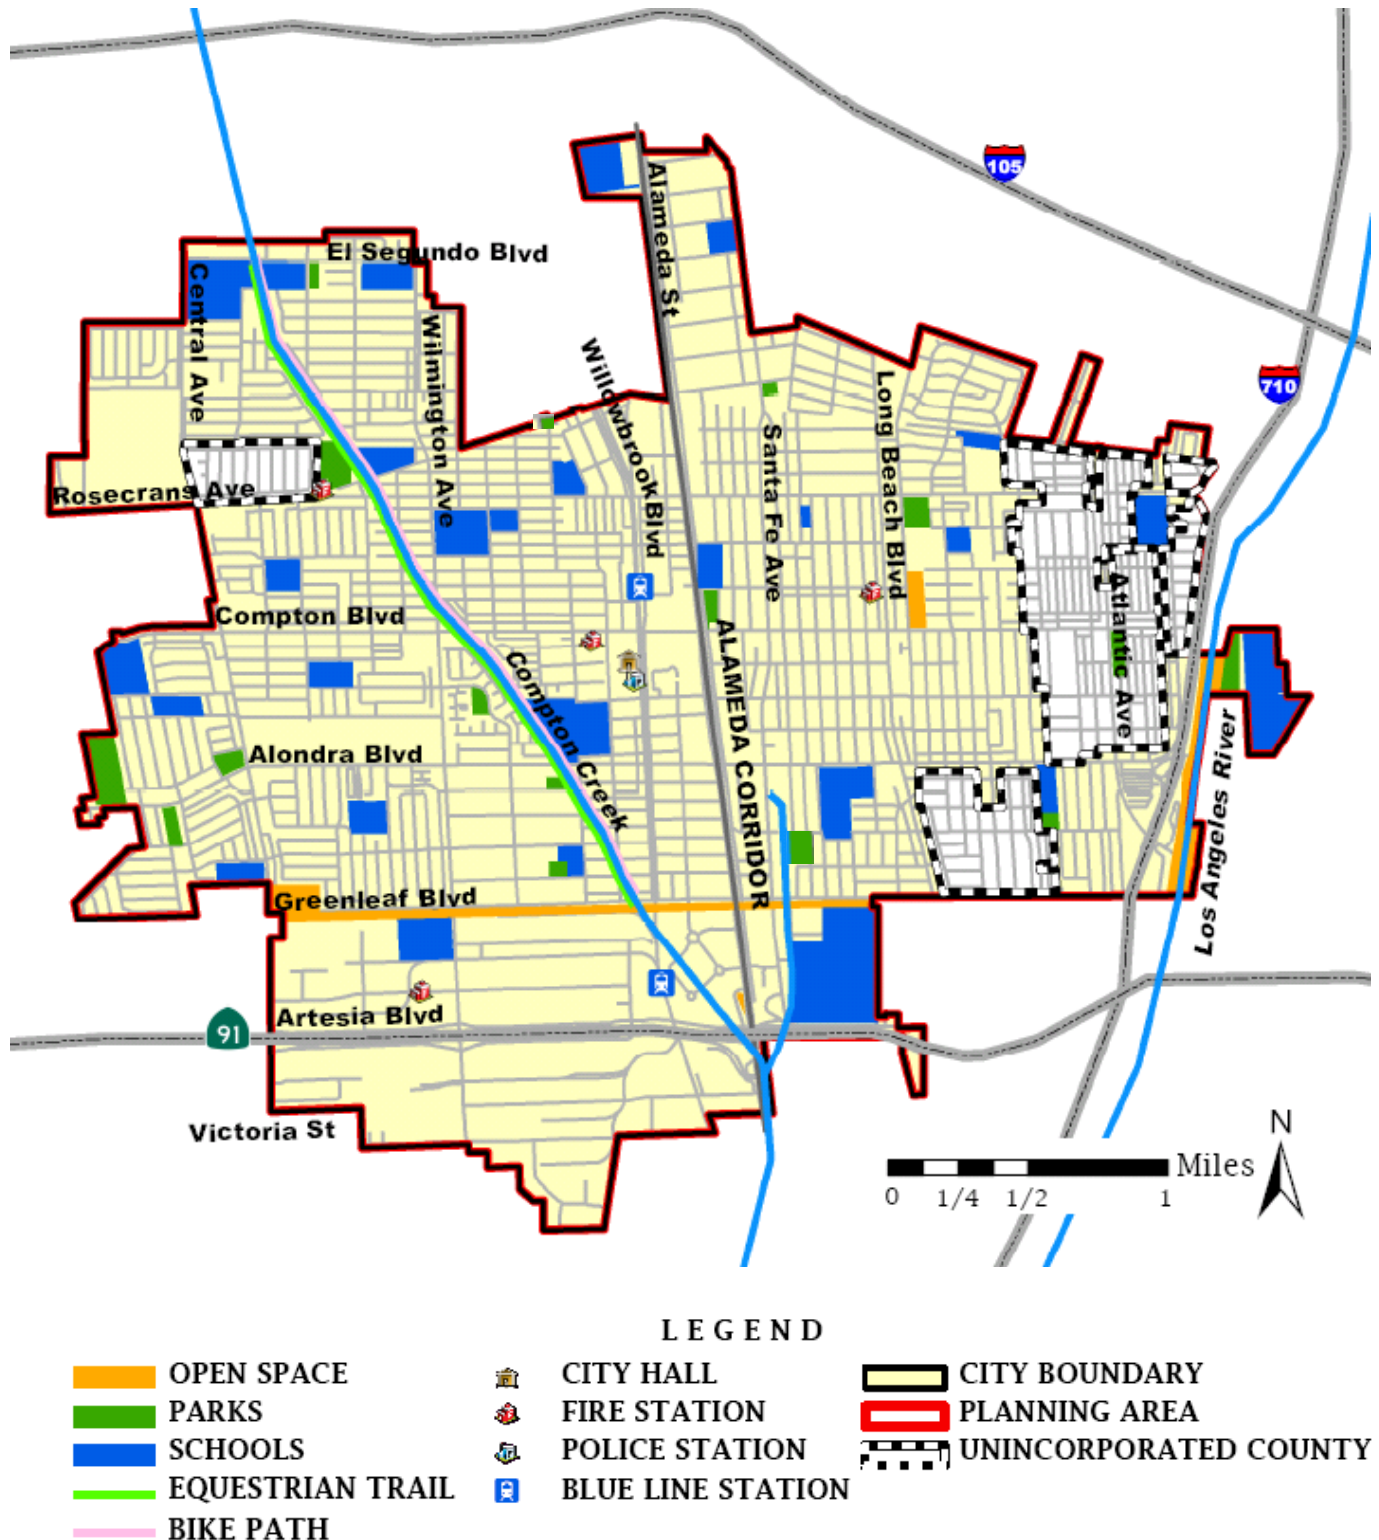 105
Alameda St
El Segundo Blvd
Central Ave
Wilmington Ave
Willowbrook Blvd
Santa Fe Ave
Long Beach Blvd
710
Rosecrans Ave
Compton Blvd
Atlantic Ave
Compton Creek
ALAMEDA CORRIDOR
Alondra Blvd
Los Angeles River
Greenleaf Blvd
Artesia Blvd
91
Victoria St
N
Miles
0 1/4 1/2 1
LEGEND
OPEN SPACE
PARKS
SCHOOLS
EQUESTRIAN TRAIL
BIKE PATH
CITY HALL
FIRE STATION
POLICE STATION
BLUE LINE STATION
CITY BOUNDARY
PLANNING AREA
UNINCORPORATED COUNTY